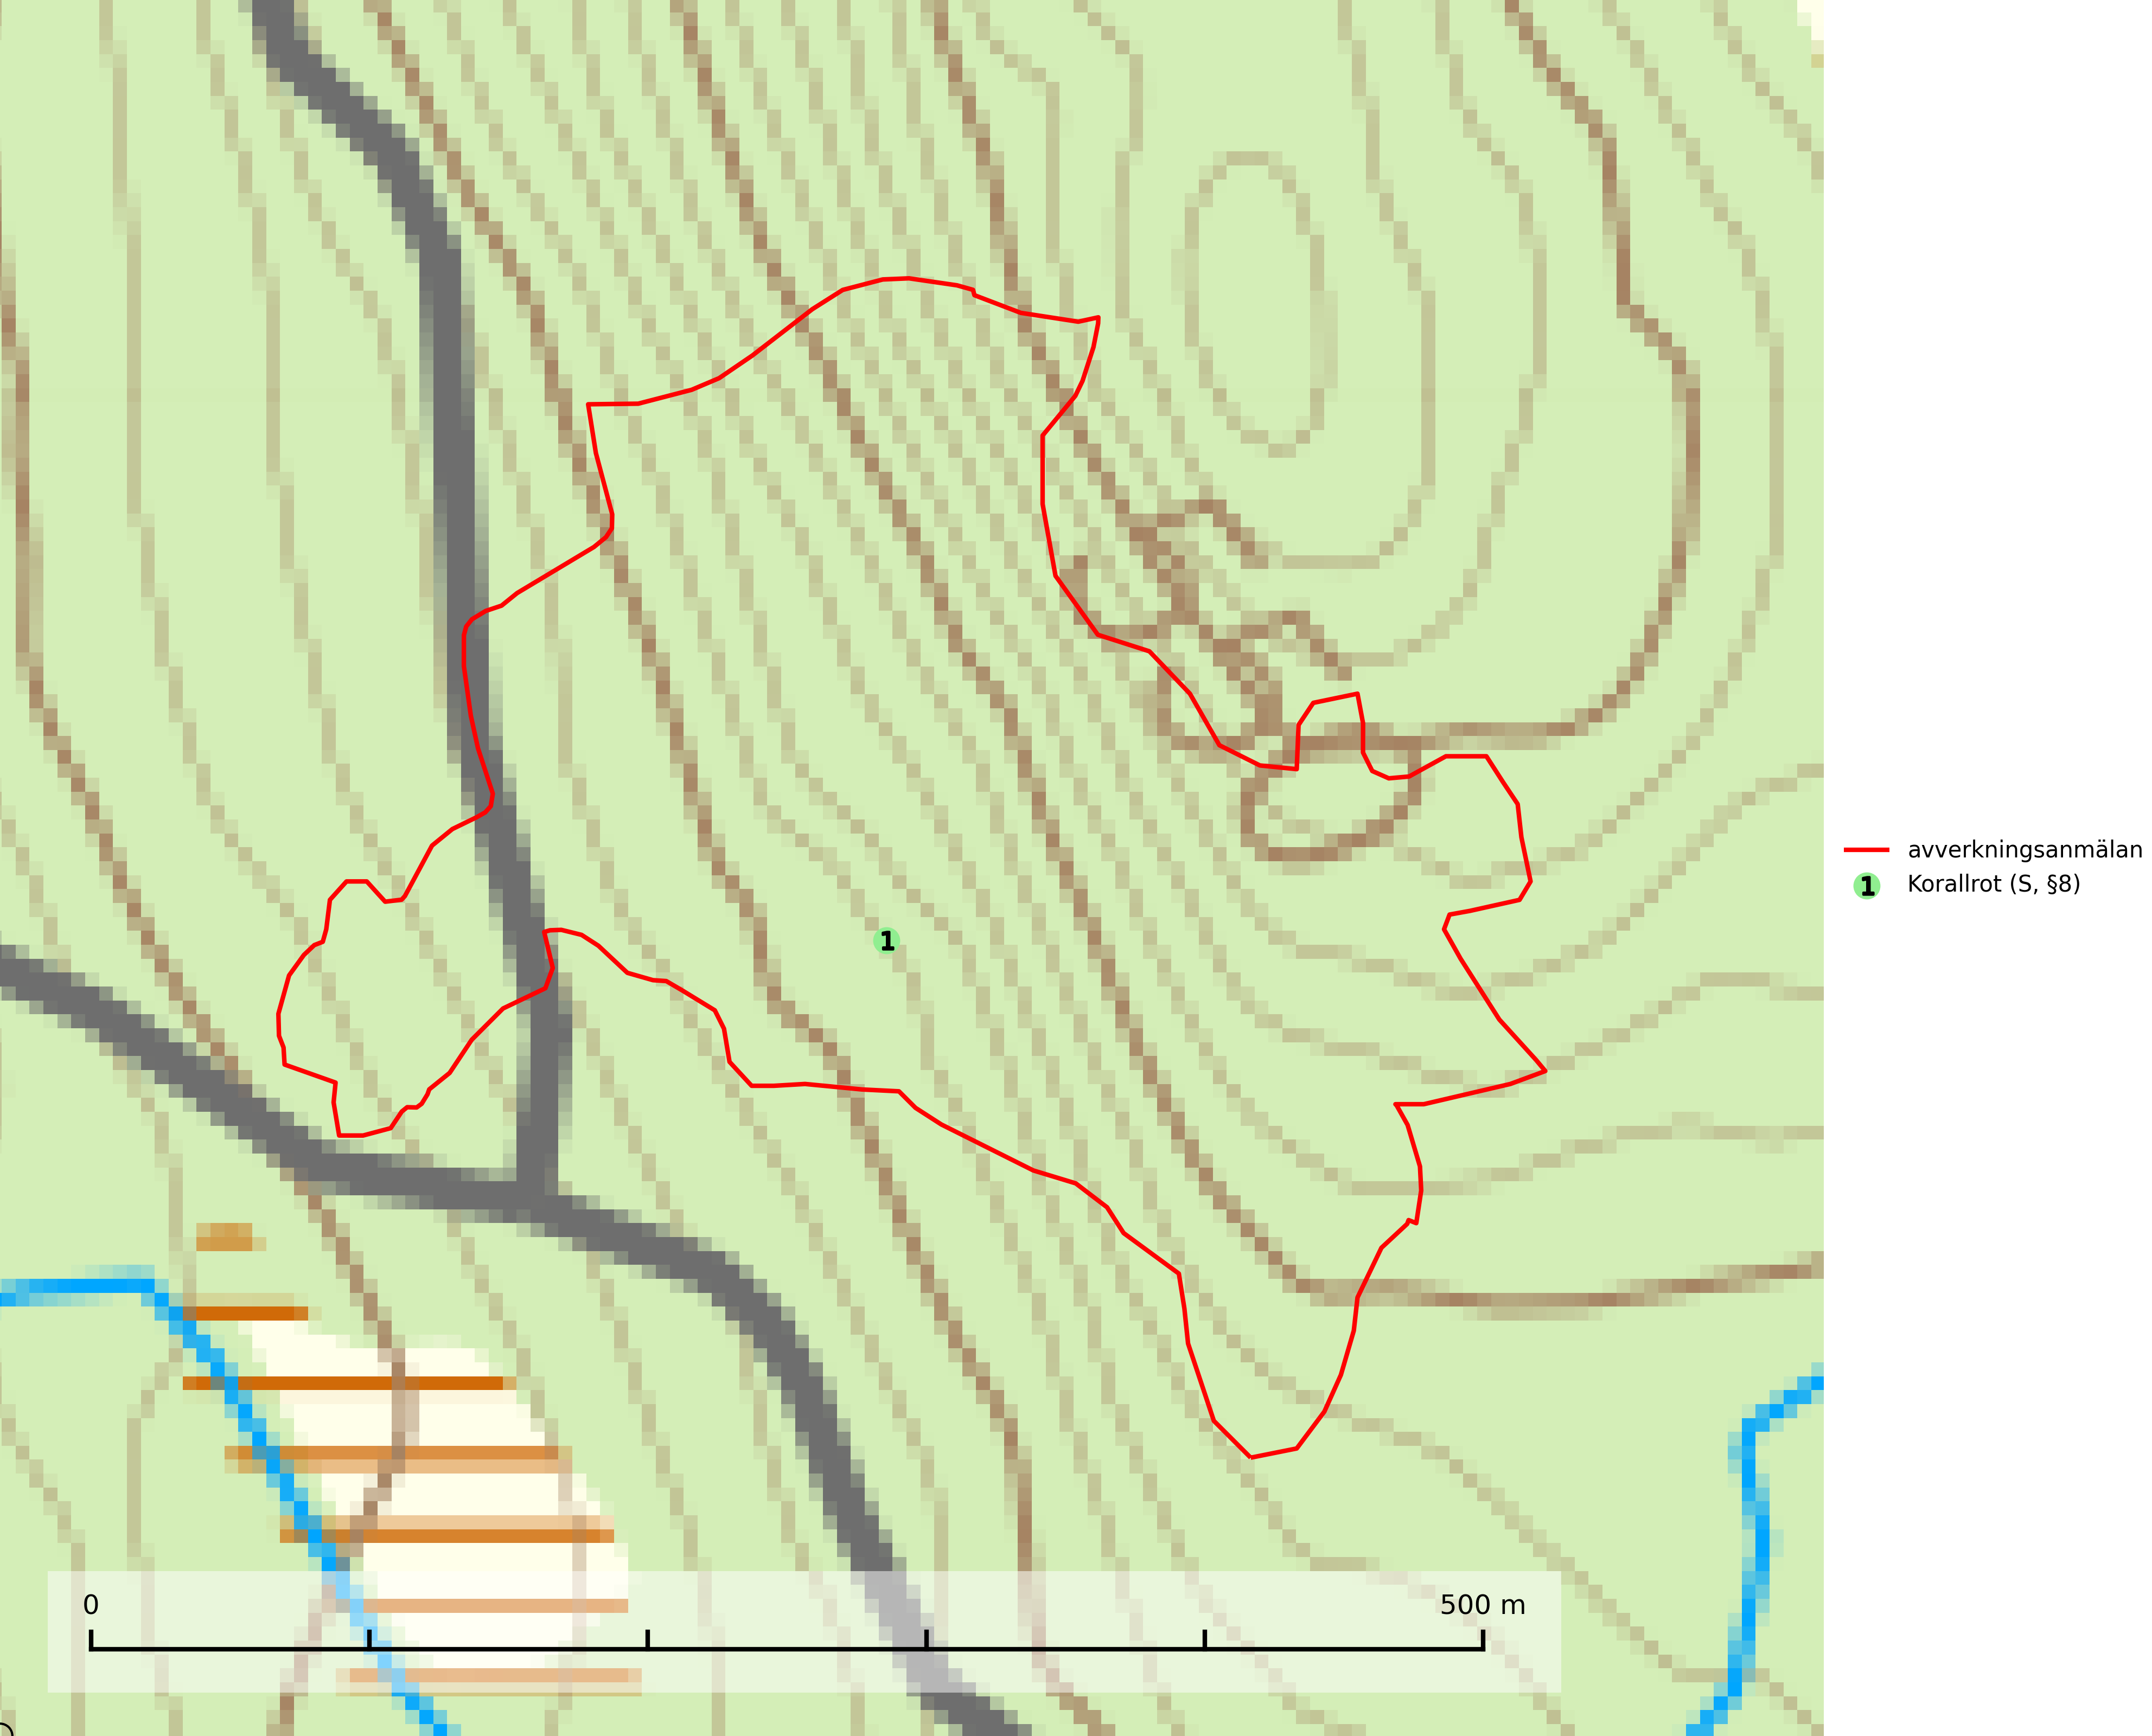 1
avverkningsanmälan
1 Korallrot (S, §8)
0 500 m